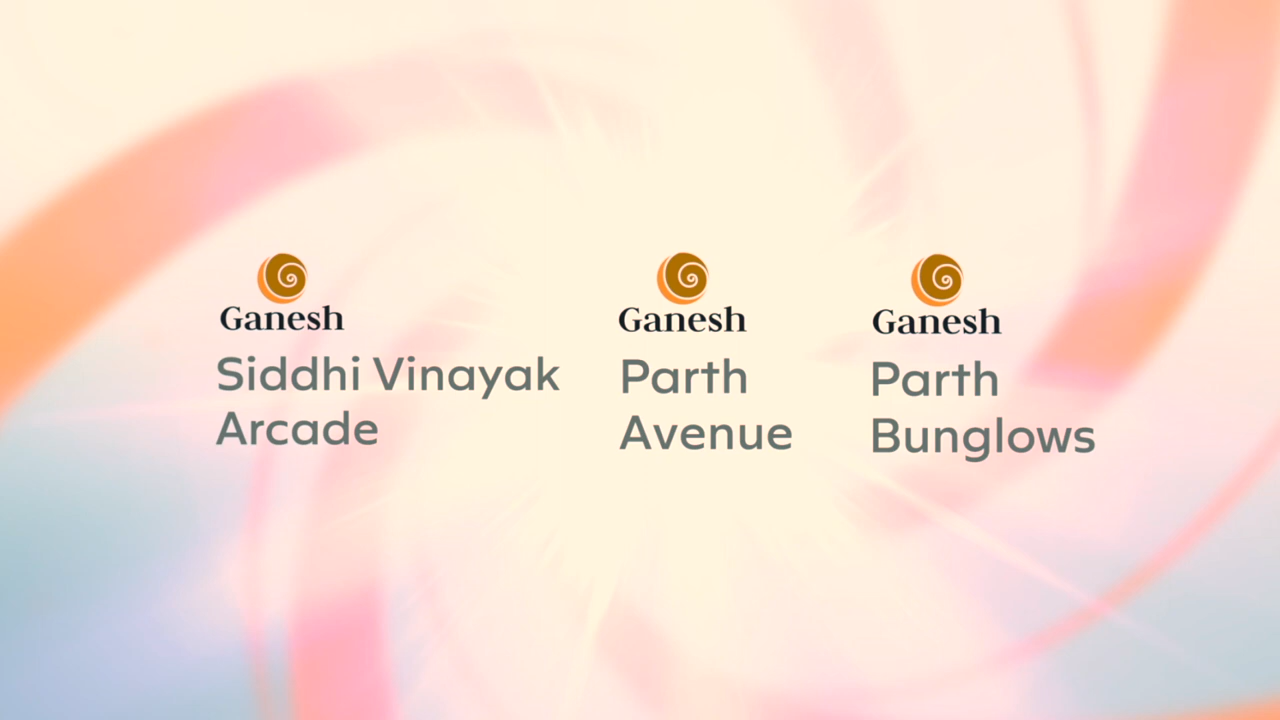 Ganesh
Siddhi Vinayak
Arcade
Ganesh
Parth
Avenue
Ganesh
Parth
Bunglows